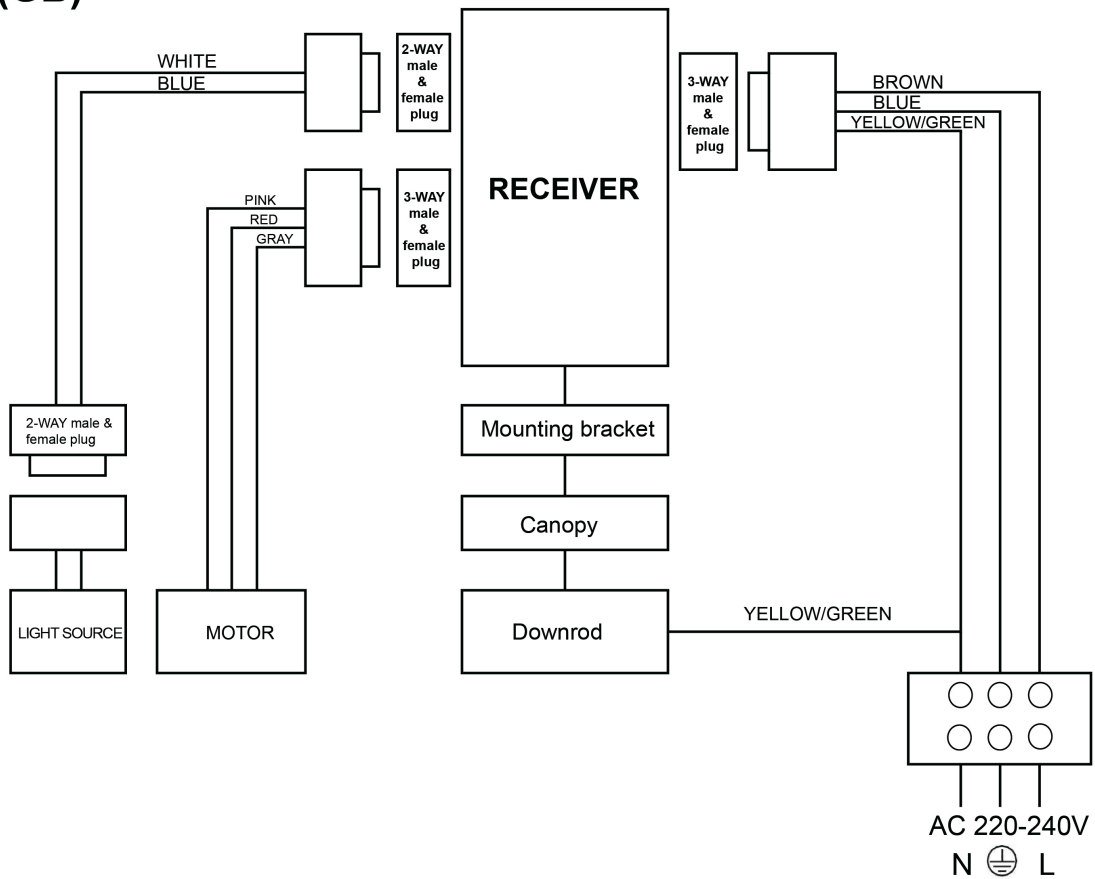 WHITE
BLUE
2-WAY
male
&
female
plug
PINK
RED
GRAY
3-WAY
male
&
female
plug
RECEIVER
3-WAY
male
&
female
plug
BROWN
BLUE
YELLOW/GREEN
2-WAY male &
female plug
LIGHT SOURCE
MOTOR
Mounting bracket
Canopy
Downrod
YELLOW/GREEN
AC 220-240V
N L